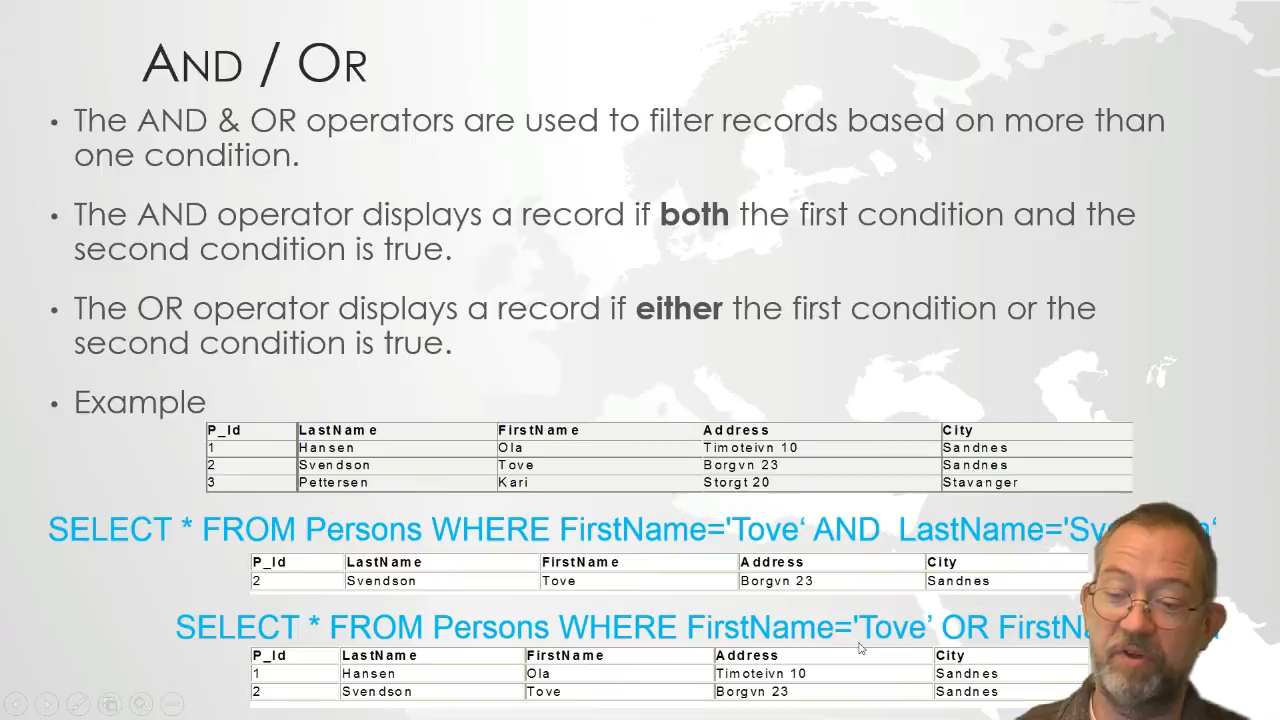 AND / OR
• The AND & OR operators are used to filter records based on more than
one condition.
• The AND operator displays a record if both the first condition and the
second condition is true.
• The OR operator displays a record if either the first condition or the
second condition is true.
• Example
P_Id LastName FirstName Address City
1 Hansen Ola Timoteivn 10 Sandnes
2 Svendson Tove Borgvn 23 Sandnes
3 Pettersen Kari Storgt 20 Stavanger
SELECT * FROM Persons WHERE FirstName='Tove‘ AND LastName='Sv
P_Id LastName FirstName Address City
2 Svendson Tove Borgvn 23 Sandnes
SELECT * FROM Persons WHERE FirstName='Tove’ OR FirstN
P_Id LastName FirstName Address City
1 Hansen Ola Timoteivn 10 Sandnes
2 Svendson Tove Borgvn 23 Sandnes